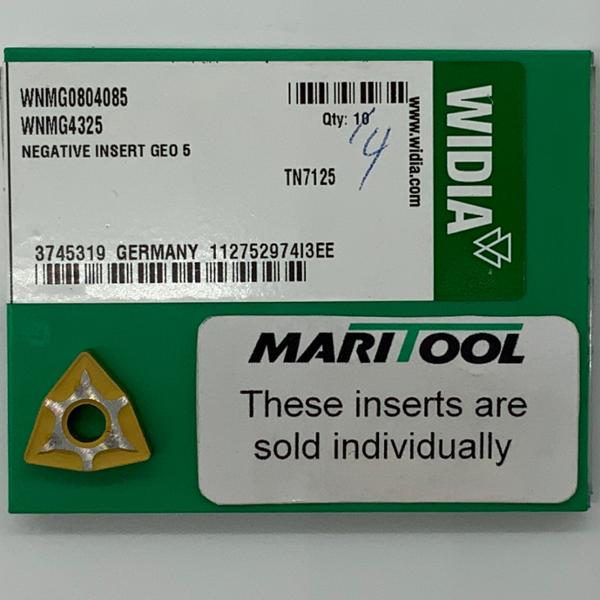 WNMG0804085
WNMG4325
NEGATIVE INSERT GEO 5
Qty: 10
14
TN7125
www.widia.com
WIDIA
3745319 GERMANY 112752974I3EE
MARITOOL
These inserts are
sold individually